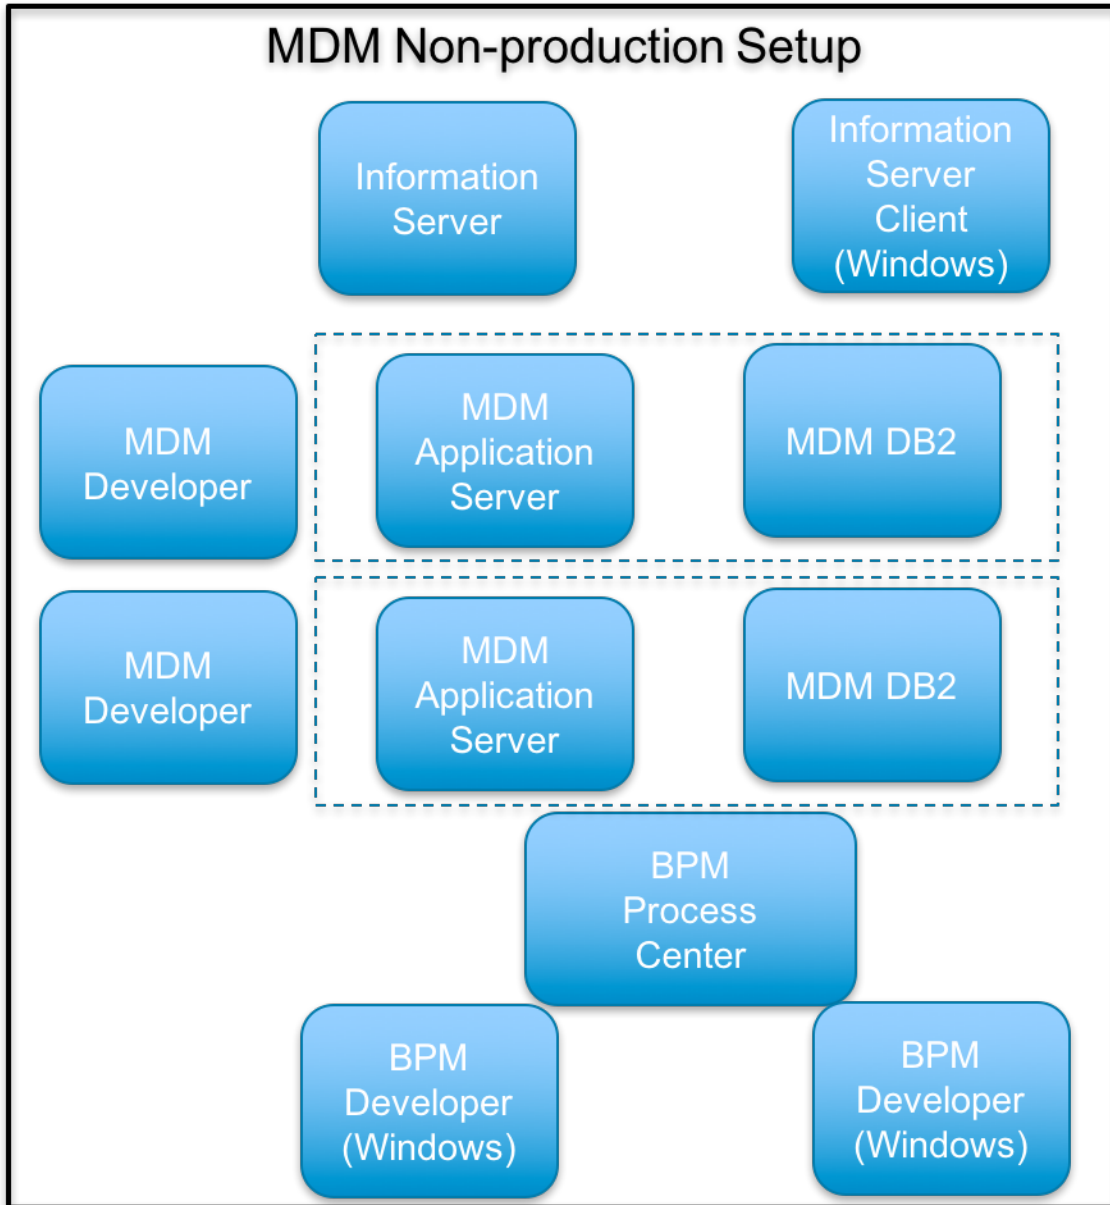 MDM Non-production Setup
Information
Server
Information
Server
Client
(Windows)
MDM
Developer
MDM
Application
Server
MDM DB2
MDM
Developer
MDM
Application
Server
MDM DB2
BPM
Process
Center
BPM
Developer
(Windows)
BPM
Developer
(Windows)